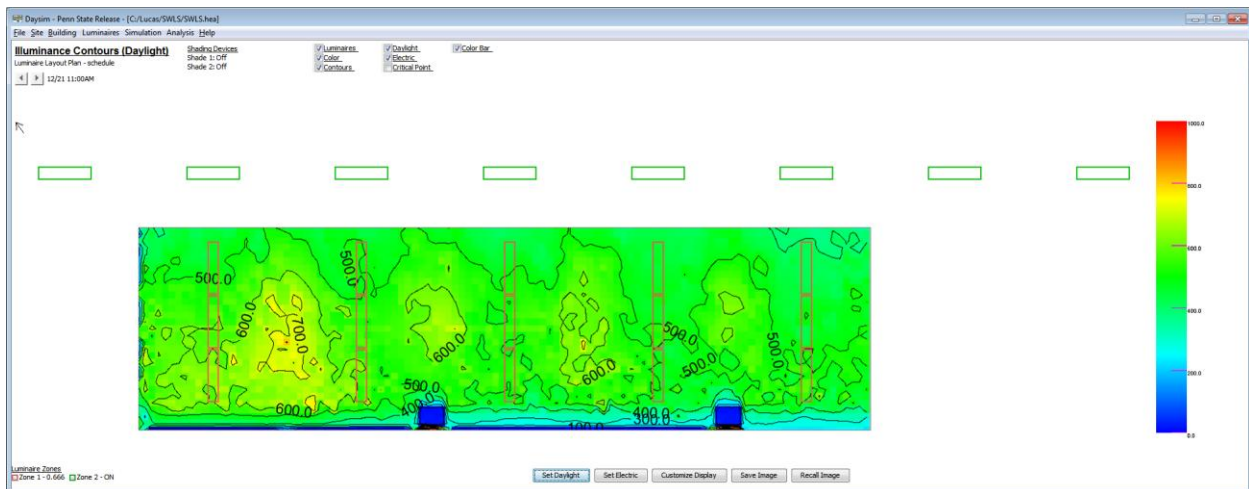 Daysim - Penn State Release - [C:/Lucas/SWLS/SWLS.hea]
File Site Building Luminaires Simulation Analysis Help
Illuminance Contours (Daylight)
Luminaire Layout Plan - schedule
12/21 11:00AM
Shading Devices
Shade 1: Off
Shade 2: Off
Luminaires
Color
Contours
Daylight
Electric
Critical Point
Color Bar
1000.0
800.0
600.0
400.0
200.0
0.0
500.0
500.0
600.0
700.0
600.0
500.0
500.0
600.0
500.0
400.0
600.0
400.0
300.0
100.0
Luminaire Zones
Zone 1 - 0.666 Zone 2 - ON
Set Daylight
Set Electric
Customize Display
Save Image
Recall Image